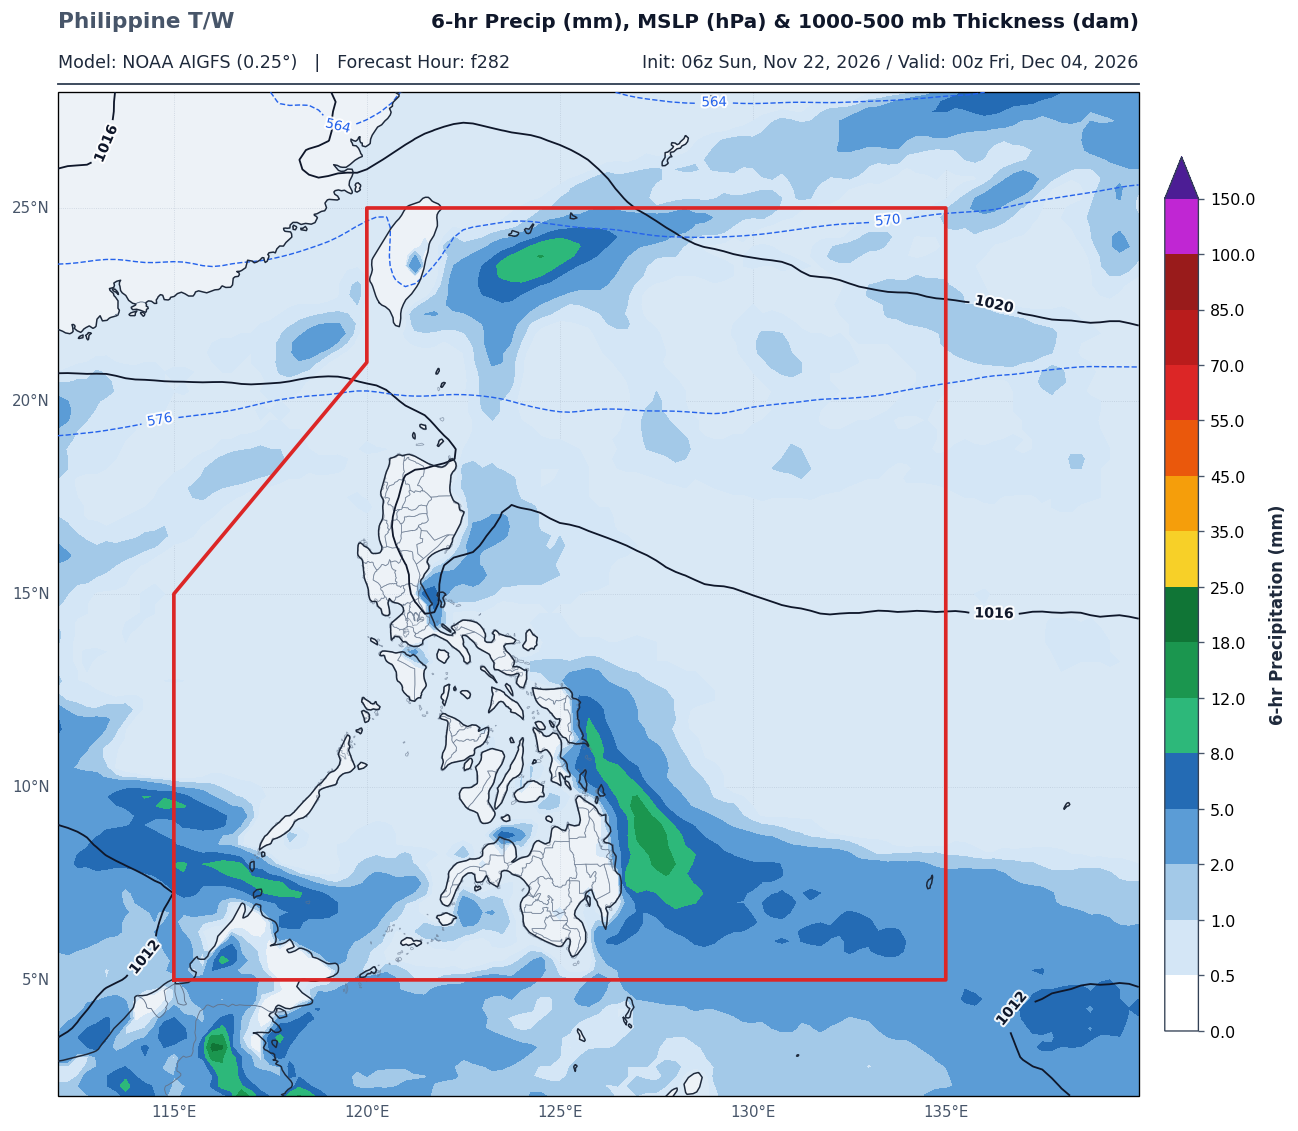 Philippine T/W
6-hr Precip (mm), MSLP (hPa) & 1000-500 mb Thickness (dam)
Model: NOAA AIGFS (0.25°) | Forecast Hour: f282
Init: 06z Sun, Nov 22, 2026 / Valid: 00z Fri, Dec 04, 2026
564
564
1016
25°N
570
1020
20°N
576
15°N
1016
10°N
1012
1012
5°N
115°E
120°E
125°E
130°E
135°E
150.0
100.0
85.0
70.0
55.0
45.0
35.0
25.0
18.0
12.0
8.0
5.0
2.0
1.0
0.5
0.0
6-hr Precipitation (mm)